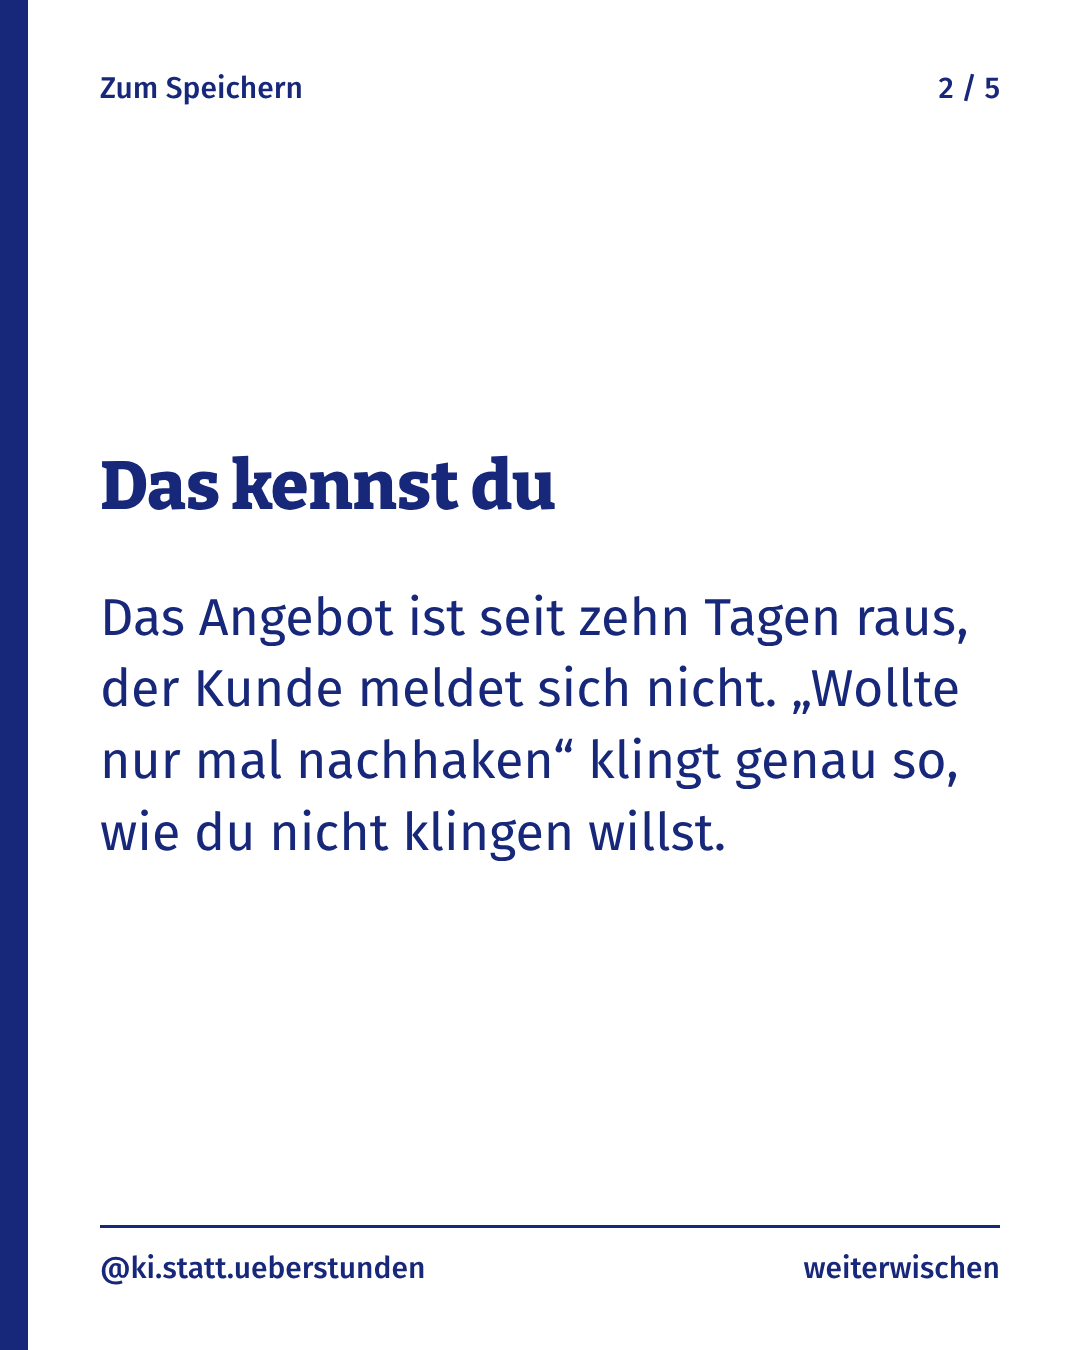 Zum Speichern
2 / 5
Das kennst du
Das Angebot ist seit zehn Tagen raus,
der Kunde meldet sich nicht. „Wollte
nur mal nachhaken“ klingt genau so,
wie du nicht klingen willst.
@ki.statt.ueberstunden
weiterwischen